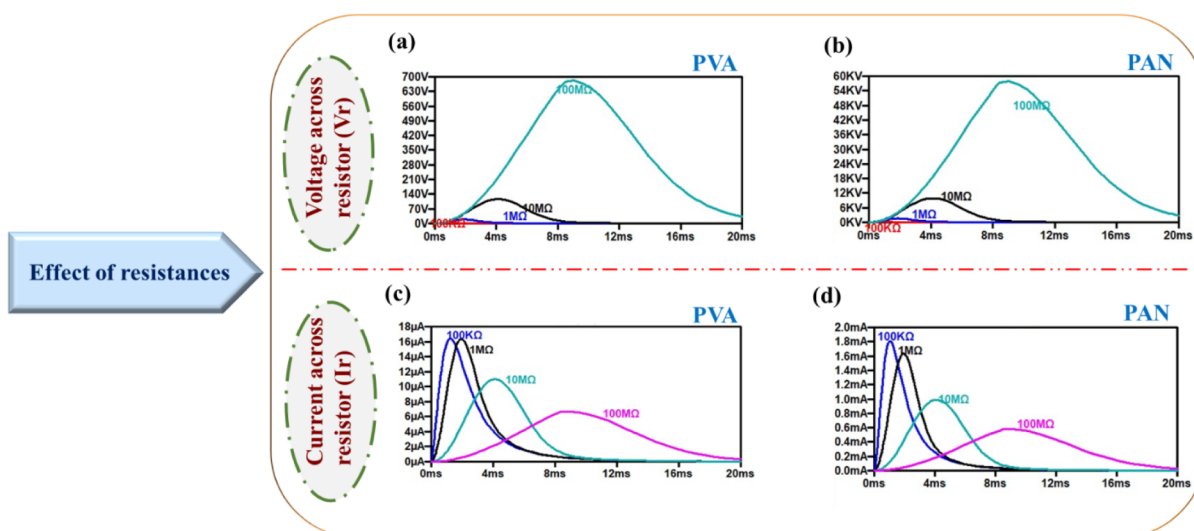 Effect of resistances
Voltage across
resistor (Vr)
(a)
PVA
700V
630V
560V
490V
420V
350V
280V
210V
140V
70V
0V
100MΩ
10MΩ
1MΩ
100KΩ
0ms
4ms
8ms
12ms
16ms
20ms
(b)
PAN
60KV
54KV
48KV
42KV
36KV
30KV
24KV
18KV
12KV
6KV
0KV
100MΩ
10MΩ
1MΩ
100KΩ
0ms
4ms
8ms
12ms
16ms
20ms
Current across
resistor (Ir)
(c)
PVA
18µA
16µA
14µA
12µA
10µA
8µA
6µA
4µA
2µA
0µA
100KΩ
1MΩ
10MΩ
100MΩ
0ms
4ms
8ms
12ms
16ms
20ms
(d)
PAN
2.0mA
1.8mA
1.6mA
1.4mA
1.2mA
1.0mA
0.8mA
0.6mA
0.4mA
0.2mA
0.0mA
100KΩ
1MΩ
10MΩ
100MΩ
0ms
4ms
8ms
12ms
16ms
20ms